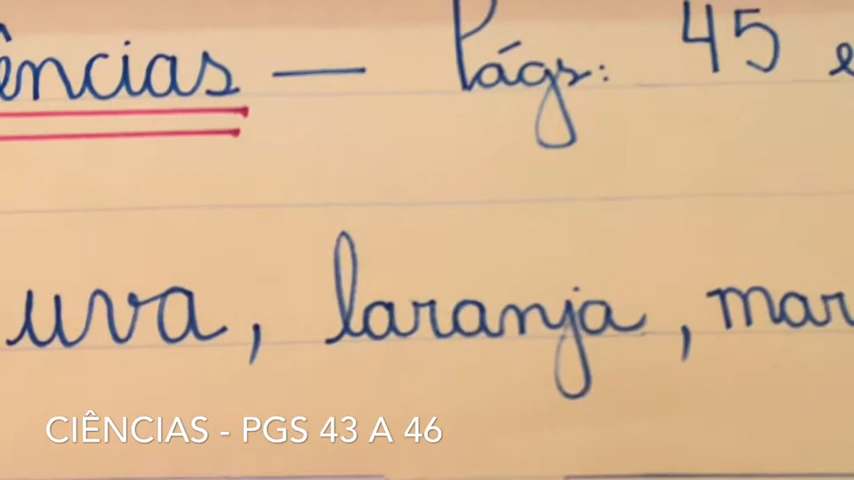 ências — Págs: 45 e
uva, laranja, mar
CIÊNCIAS - PGS 43 A 46